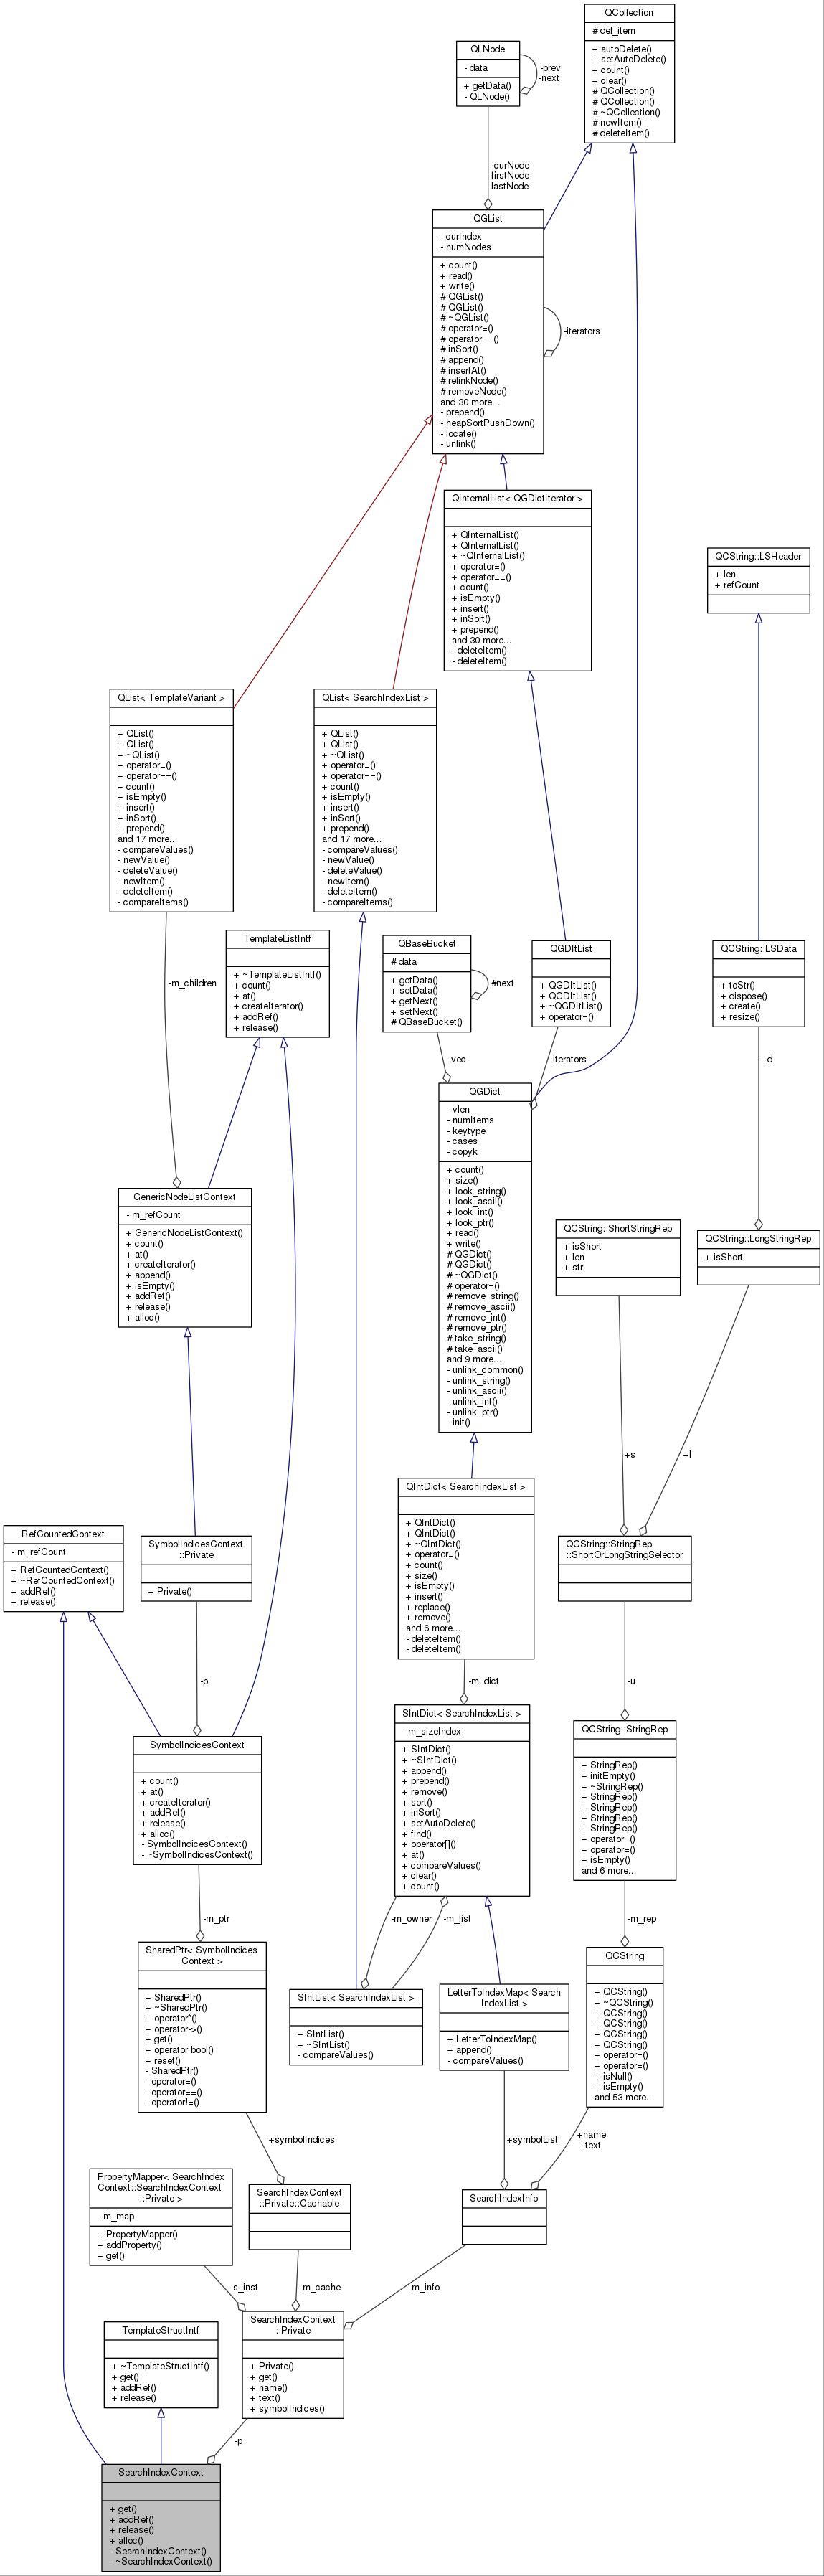 QCollection
# del_item
+ autoDelete()
+ setAutoDelete()
+ count()
+ clear()
# QCollection()
# QCollection()
# ~QCollection()
# newItem()
# deleteItem()
QLNode
- data
+ getData()
- QLNode()
-prev
-next
-curNode
-firstNode
-lastNode
QGList
- curIndex
- numNodes
+ count()
+ read()
+ write()
# QGList()
# QGList()
# ~QGList()
# operator=()
# operator==()
# inSort()
# append()
# insertAt()
# relinkNode()
# removeNode()
and 30 more...
- prepend()
- heapSortPushDown()
- locate()
- unlink()
-iterators
QInternalList< QGDictIterator >
+ QInternalList()
+ QInternalList()
+ ~QInternalList()
+ operator=()
+ operator==()
+ count()
+ isEmpty()
+ insert()
+ inSort()
+ prepend()
and 30 more...
- deleteItem()
- deleteItem()
QCString::LSHeader
+ len
+ refCount
QList< TemplateVariant >
+ QList()
+ QList()
+ ~QList()
+ operator=()
+ operator==()
+ count()
+ isEmpty()
+ insert()
+ inSort()
+ prepend()
and 17 more...
- compareValues()
- newValue()
- deleteValue()
- newItem()
- deleteItem()
- compareItems()
QList< SearchIndexList >
+ QList()
+ QList()
+ ~QList()
+ operator=()
+ operator==()
+ count()
+ isEmpty()
+ insert()
+ inSort()
+ prepend()
and 17 more...
- compareValues()
- newValue()
- deleteValue()
- newItem()
- deleteItem()
- compareItems()
-m_children
TemplateListIntf
+ ~TemplateListIntf()
+ count()
+ at()
+ createIterator()
+ addRef()
+ release()
QBaseBucket
# data
+ getData()
+ setData()
+ getNext()
+ setNext()
# QBaseBucket()
#next
QGDItList
+ QGDItList()
+ QGDItList()
+ ~QGDItList()
+ operator=()
QCString::LSData
+ toStr()
+ dispose()
+ create()
+ resize()
-vec
-iterators
+d
QGDict
- vlen
- numItems
- keytype
- cases
- copyk
+ count()
+ size()
+ look_string()
+ look_ascii()
+ look_int()
+ look_ptr()
+ read()
+ write()
# QGDict()
# QGDict()
# ~QGDict()
# operator=()
# remove_string()
# remove_ascii()
# remove_int()
# remove_ptr()
# take_string()
# take_ascii()
and 9 more...
- unlink_common()
- unlink_string()
- unlink_ascii()
- unlink_int()
- unlink_ptr()
- init()
GenericNodeListContext
- m_refCount
+ GenericNodeListContext()
+ count()
+ at()
+ createIterator()
+ append()
+ isEmpty()
+ addRef()
+ release()
+ alloc()
QCString::ShortStringRep
+ isShort
+ len
+ str
QCString::LongStringRep
+ isShort
+s
+l
QIntDict< SearchIndexList >
+ QIntDict()
+ QIntDict()
+ ~QIntDict()
+ operator=()
+ count()
+ size()
+ isEmpty()
+ insert()
+ replace()
+ remove()
and 6 more...
- deleteItem()
- deleteItem()
RefCountedContext
- m_refCount
+ RefCountedContext()
+ ~RefCountedContext()
+ addRef()
+ release()
SymbolIndicesContext
::Private
+ Private()
QCString::StringRep
::ShortOrLongStringSelector
-p
-m_dict
-u
SIntDict< SearchIndexList >
- m_sizeIndex
+ SIntDict()
+ ~SIntDict()
+ append()
+ prepend()
+ remove()
+ sort()
+ inSort()
+ setAutoDelete()
+ find()
+ operator[]()
+ at()
+ compareValues()
+ clear()
+ count()
QCString::StringRep
+ StringRep()
+ initEmpty()
+ ~StringRep()
+ StringRep()
+ StringRep()
+ StringRep()
+ StringRep()
+ operator=()
+ operator=()
+ isEmpty()
and 6 more...
SymbolIndicesContext
+ count()
+ at()
+ createIterator()
+ addRef()
+ release()
+ alloc()
- SymbolIndicesContext()
- ~SymbolIndicesContext()
-m_ptr
-m_owner
-m_list
-m_rep
SharedPtr< SymbolIndices
Context >
+ SharedPtr()
+ ~SharedPtr()
+ operator*()
+ operator->()
+ get()
+ operator bool()
+ reset()
- SharedPtr()
- operator=()
- operator==()
- operator!=()
SIntList< SearchIndexList >
+ SIntList()
+ ~SIntList()
- compareValues()
LetterToIndexMap< Search
IndexList >
+ LetterToIndexMap()
+ append()
- compareValues()
QCString
+ QCString()
+ ~QCString()
+ QCString()
+ QCString()
+ QCString()
+ QCString()
+ operator=()
+ operator=()
+ isNull()
+ isEmpty()
and 53 more...
+symbolIndices
+symbolList
+name
+text
PropertyMapper< SearchIndex
Context::SearchIndexContext
::Private >
- m_map
+ PropertyMapper()
+ addProperty()
+ get()
SearchIndexContext
::Private::Cachable
SearchIndexInfo
-s_inst
-m_cache
-m_info
SearchIndexContext
::Private
+ Private()
+ get()
+ name()
+ text()
+ symbolIndices()
TemplateStructIntf
+ ~TemplateStructIntf()
+ get()
+ addRef()
+ release()
-p
SearchIndexContext
+ get()
+ addRef()
+ release()
+ alloc()
- SearchIndexContext()
- ~SearchIndexContext()